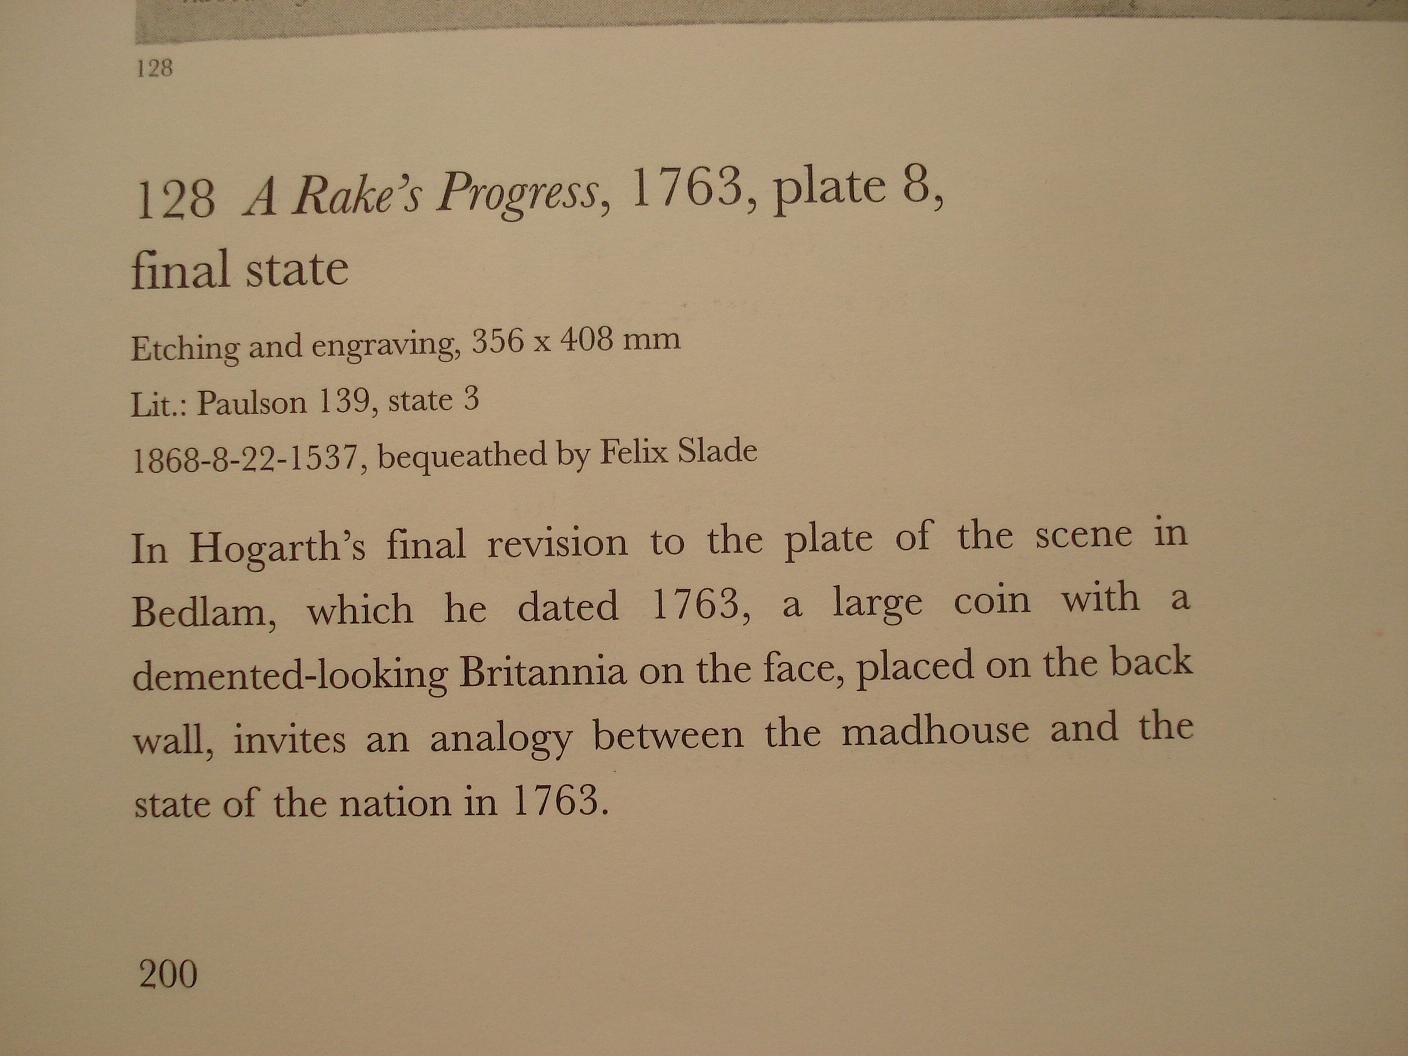 128
128 A Rake's Progress, 1763, plate 8,
final state
Etching and engraving, 356 x 408 mm
Lit.: Paulson 139, state 3
1868-8-22-1537, bequeathed by Felix Slade
In Hogarth's final revision to the plate of the scene in
Bedlam, which he dated 1763, a large coin with a
demented-looking Britannia on the face, placed on the back
wall, invites an analogy between the madhouse and the
state of the nation in 1763.
200